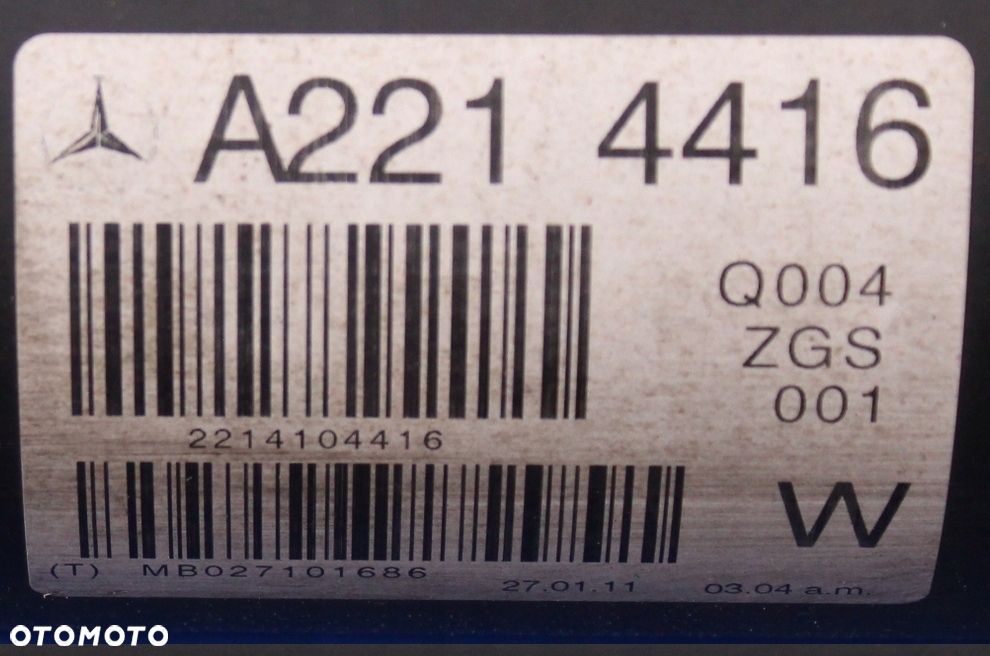 A221 4416
Q004
ZGS
001
2214104416
W
(T) MB027101686 27.01.11 03.04 a.m.
OTOMOTO